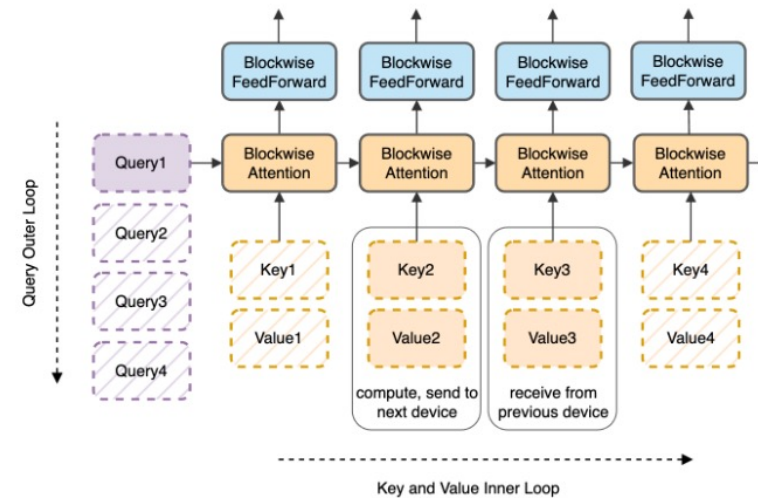 Blockwise
FeedForward
Blockwise
FeedForward
Blockwise
FeedForward
Blockwise
FeedForward
Query Outer Loop
Query1
Blockwise
Attention
Blockwise
Attention
Blockwise
Attention
Blockwise
Attention
Query2
Query3
Query4
Key1
Value1
Key2
Value2
compute, send to
next device
Key3
Value3
receive from
previous device
Key4
Value4
Key and Value Inner Loop